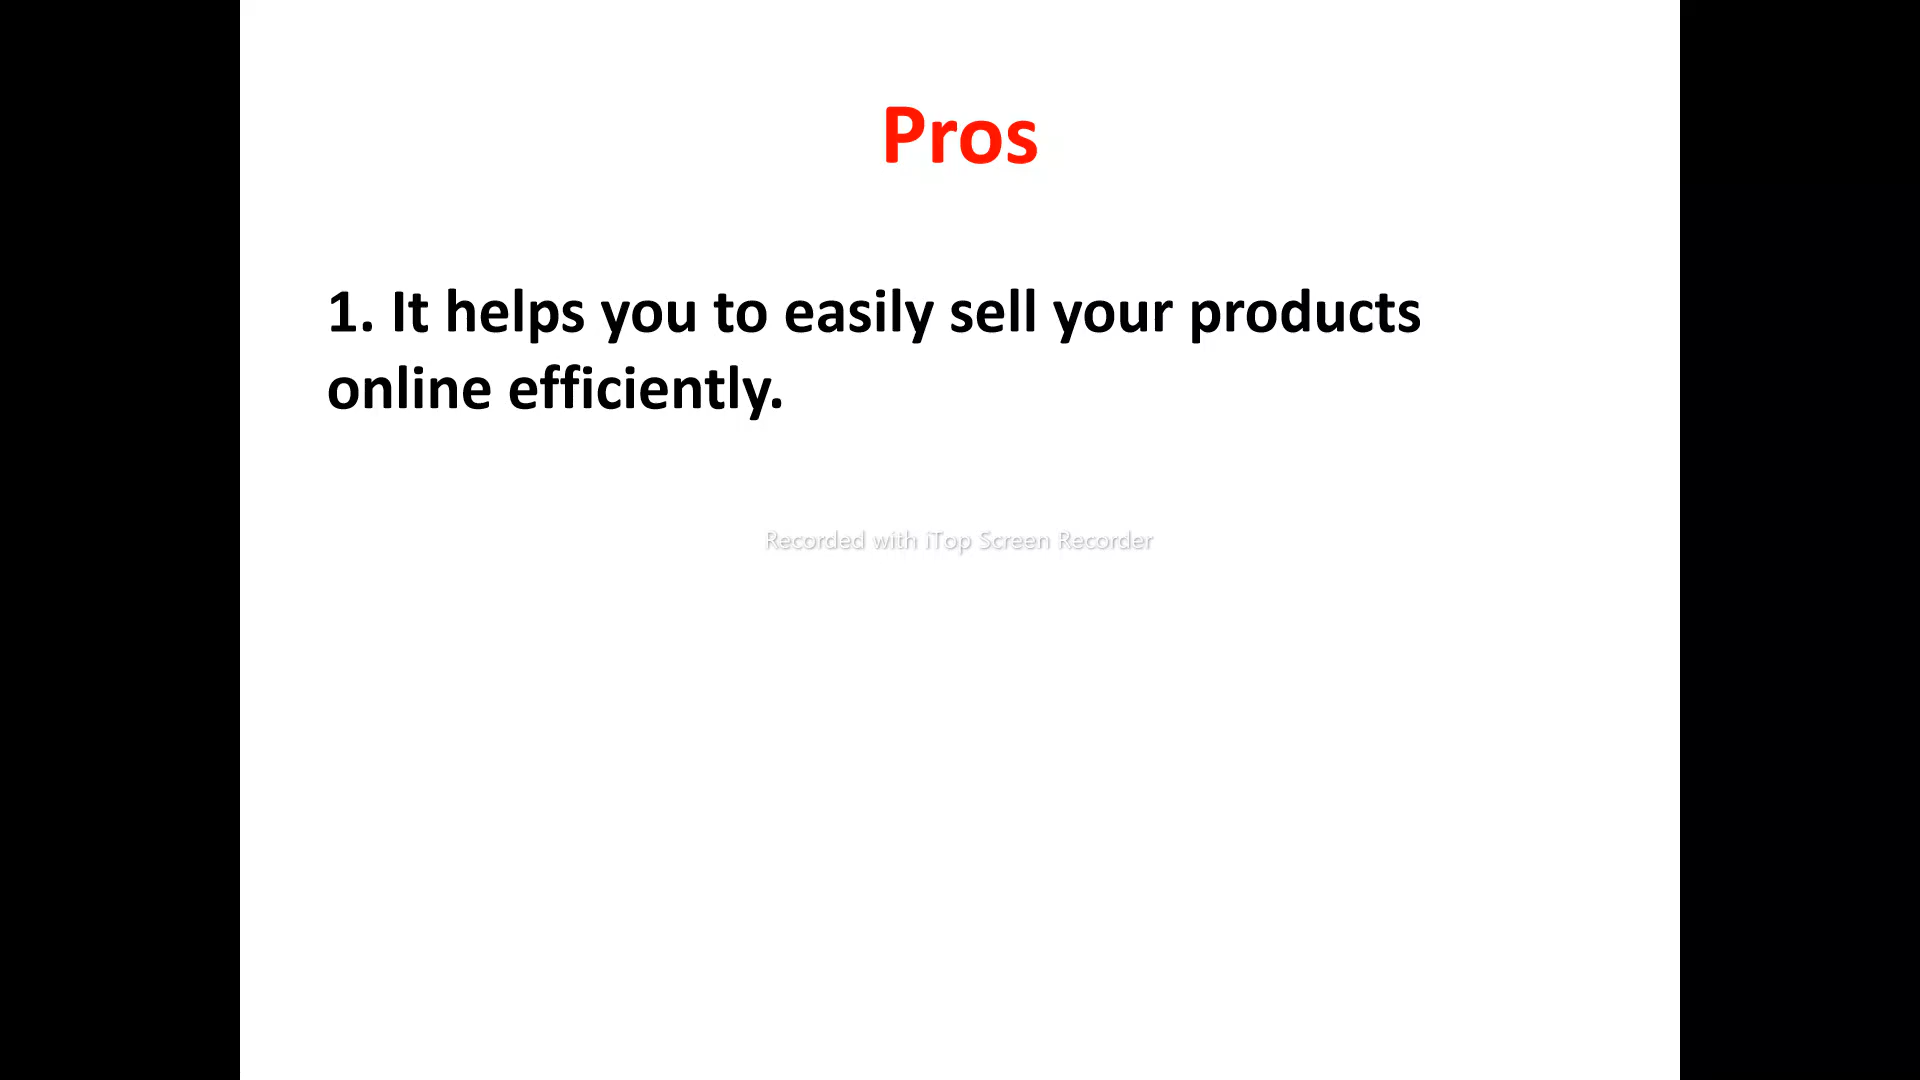 Pros
1. It helps you to easily sell your products
online efficiently.
Recorded with iTop Screen Recorder